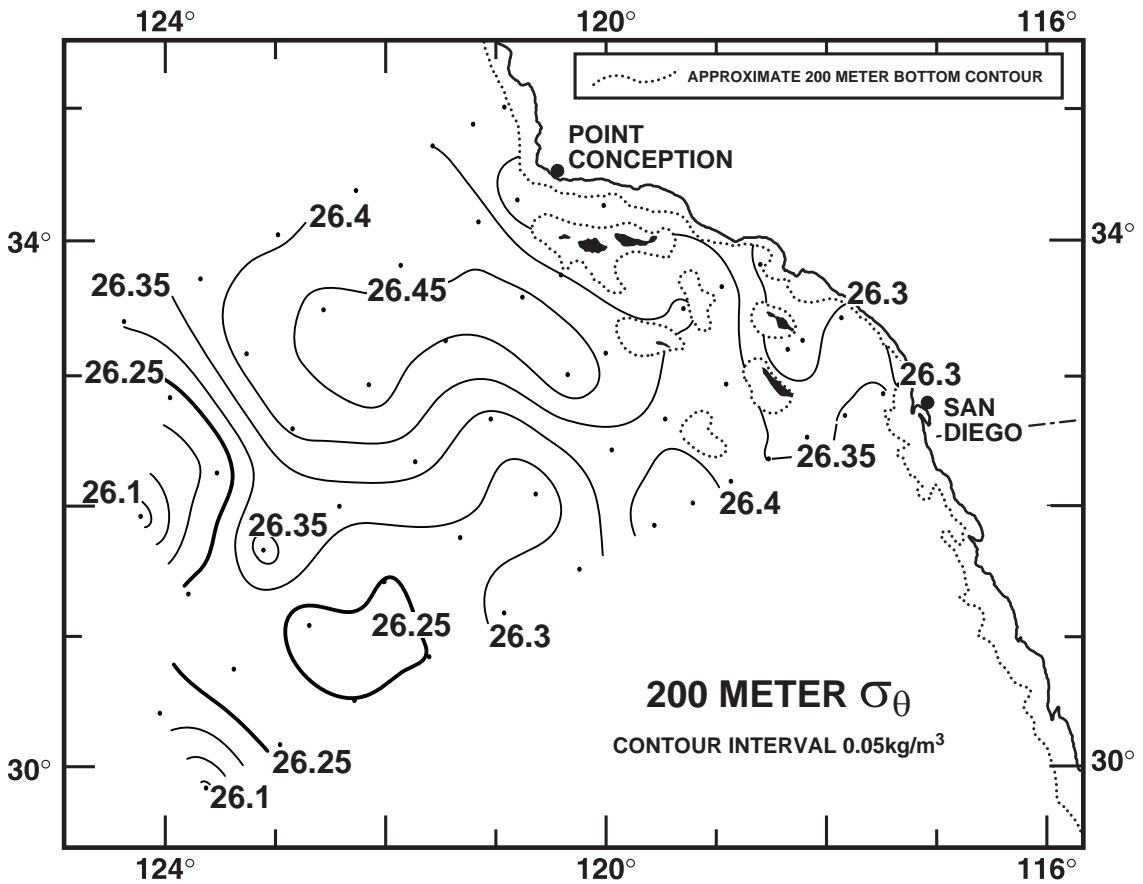 124° 120° 116°
APPROXIMATE 200 METER BOTTOM CONTOUR
POINT
CONCEPTION
26.4
34° 34°
26.35
26.45
26.3
26.25
26.3
SAN
DIEGO
26.35
26.1
26.4
26.35
26.25
26.3
200 METER σθ
CONTOUR INTERVAL 0.05kg/m³
26.25
30° 30°
26.1
124° 120° 116°